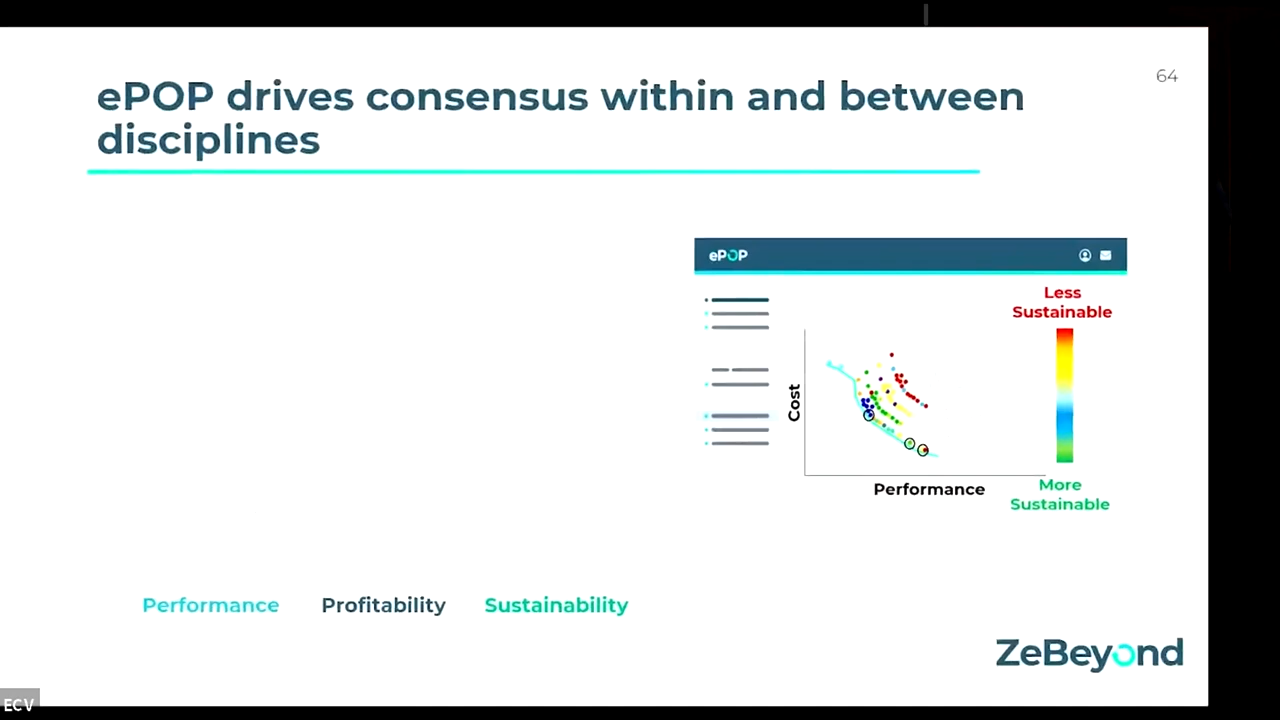 64
ePOP drives consensus within and between
disciplines
ePOP
Less
Sustainable
Cost
Performance
More
Sustainable
Performance Profitability Sustainability
ZeBeyond
ECV